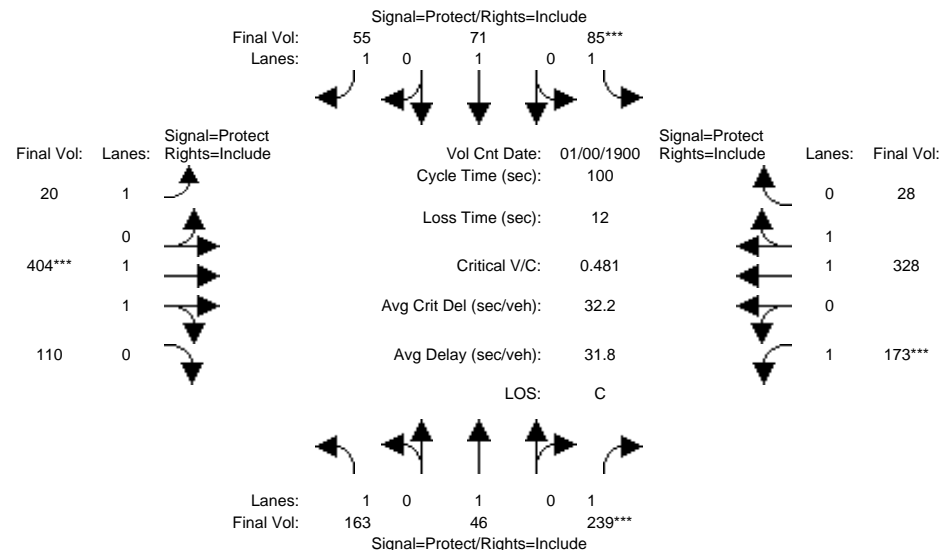 Signal=Protect/Rights=Include
Final Vol: 55 71 85***
Lanes: 1 0 1 0 1
Signal=Protect Signal=Protect
Final Vol: Lanes: Rights=Include Vol Cnt Date: 01/00/1900 Rights=Include Lanes: Final Vol:
Cycle Time (sec): 100
20 1 0 28
Loss Time (sec): 12
0 1
404*** 1 Critical V/C: 0.481 1 328
1 Avg Crit Del (sec/veh): 32.2 0
110 0 Avg Delay (sec/veh): 31.8 1 173***
LOS: C
Lanes: 1 0 1 0 1
Final Vol: 163 46 239***
Signal=Protect/Rights=Include